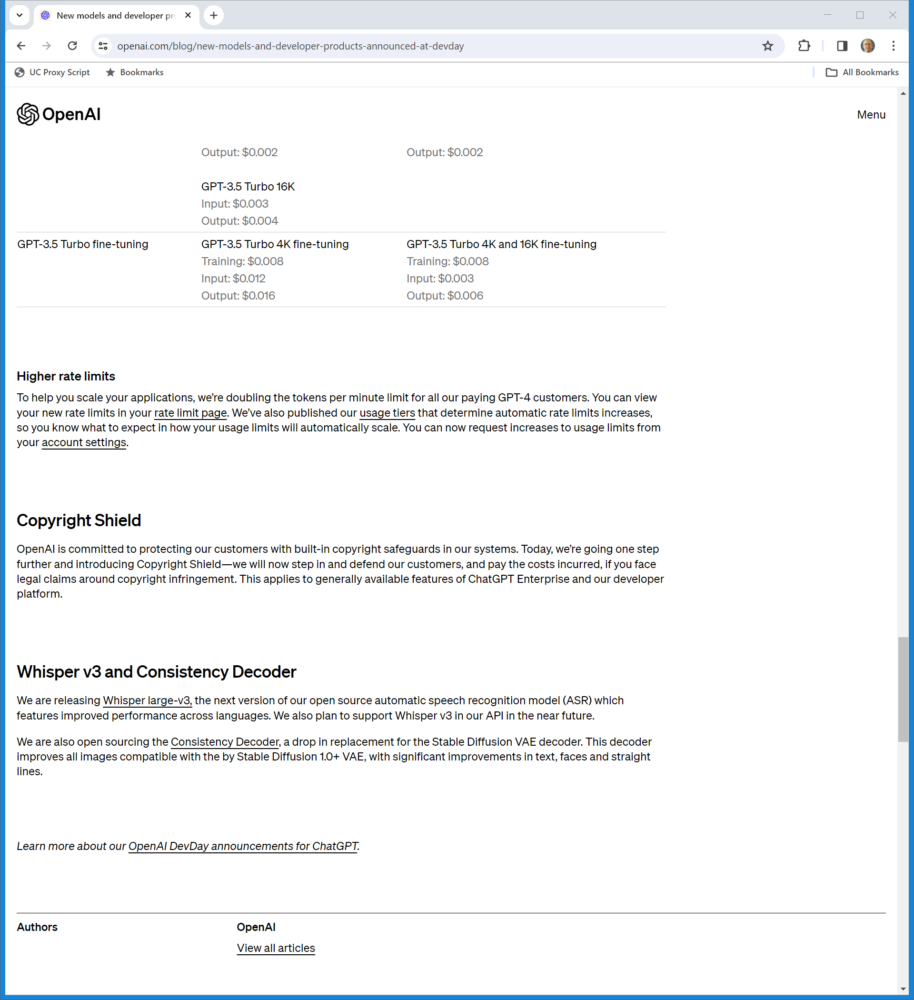 New models and developer pr
openai.com/blog/new-models-and-developer-products-announced-at-devday
UC Proxy Script
Bookmarks
All Bookmarks
OpenAI
Menu
Output: $0.002
Output: $0.002
GPT-3.5 Turbo 16K
Input: $0.003
Output: $0.004
GPT-3.5 Turbo fine-tuning
GPT-3.5 Turbo 4K fine-tuning
Training: $0.008
Input: $0.012
Output: $0.016
GPT-3.5 Turbo 4K and 16K fine-tuning
Training: $0.008
Input: $0.003
Output: $0.006
Higher rate limits
To help you scale your applications, we’re doubling the tokens per minute limit for all our paying GPT-4 customers. You can view
your new rate limits in your rate limit page. We’ve also published our usage tiers that determine automatic rate limits increases,
so you know what to expect in how your usage limits will automatically scale. You can now request increases to usage limits from
your account settings.
Copyright Shield
OpenAI is committed to protecting our customers with built-in copyright safeguards in our systems. Today, we’re going one step
further and introducing Copyright Shield—we will now step in and defend our customers, and pay the costs incurred, if you face
legal claims around copyright infringement. This applies to generally available features of ChatGPT Enterprise and our developer
platform.
Whisper v3 and Consistency Decoder
We are releasing Whisper large-v3, the next version of our open source automatic speech recognition model (ASR) which
features improved performance across languages. We also plan to support Whisper v3 in our API in the near future.
We are also open sourcing the Consistency Decoder, a drop in replacement for the Stable Diffusion VAE decoder. This decoder
improves all images compatible with the by Stable Diffusion 1.0+ VAE, with significant improvements in text, faces and straight
lines.
Learn more about our OpenAI DevDay announcements for ChatGPT.
Authors
OpenAI
View all articles